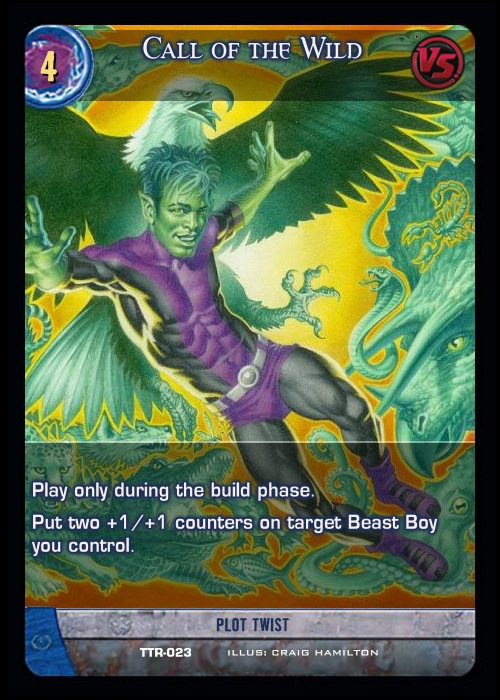 4
CALL OF THE WILD
VS.
Play only during the build phase.
Put two +1/+1 counters on target Beast Boy
you control.
PLOT TWIST
TTR-023 ILLUS: CRAIG HAMILTON